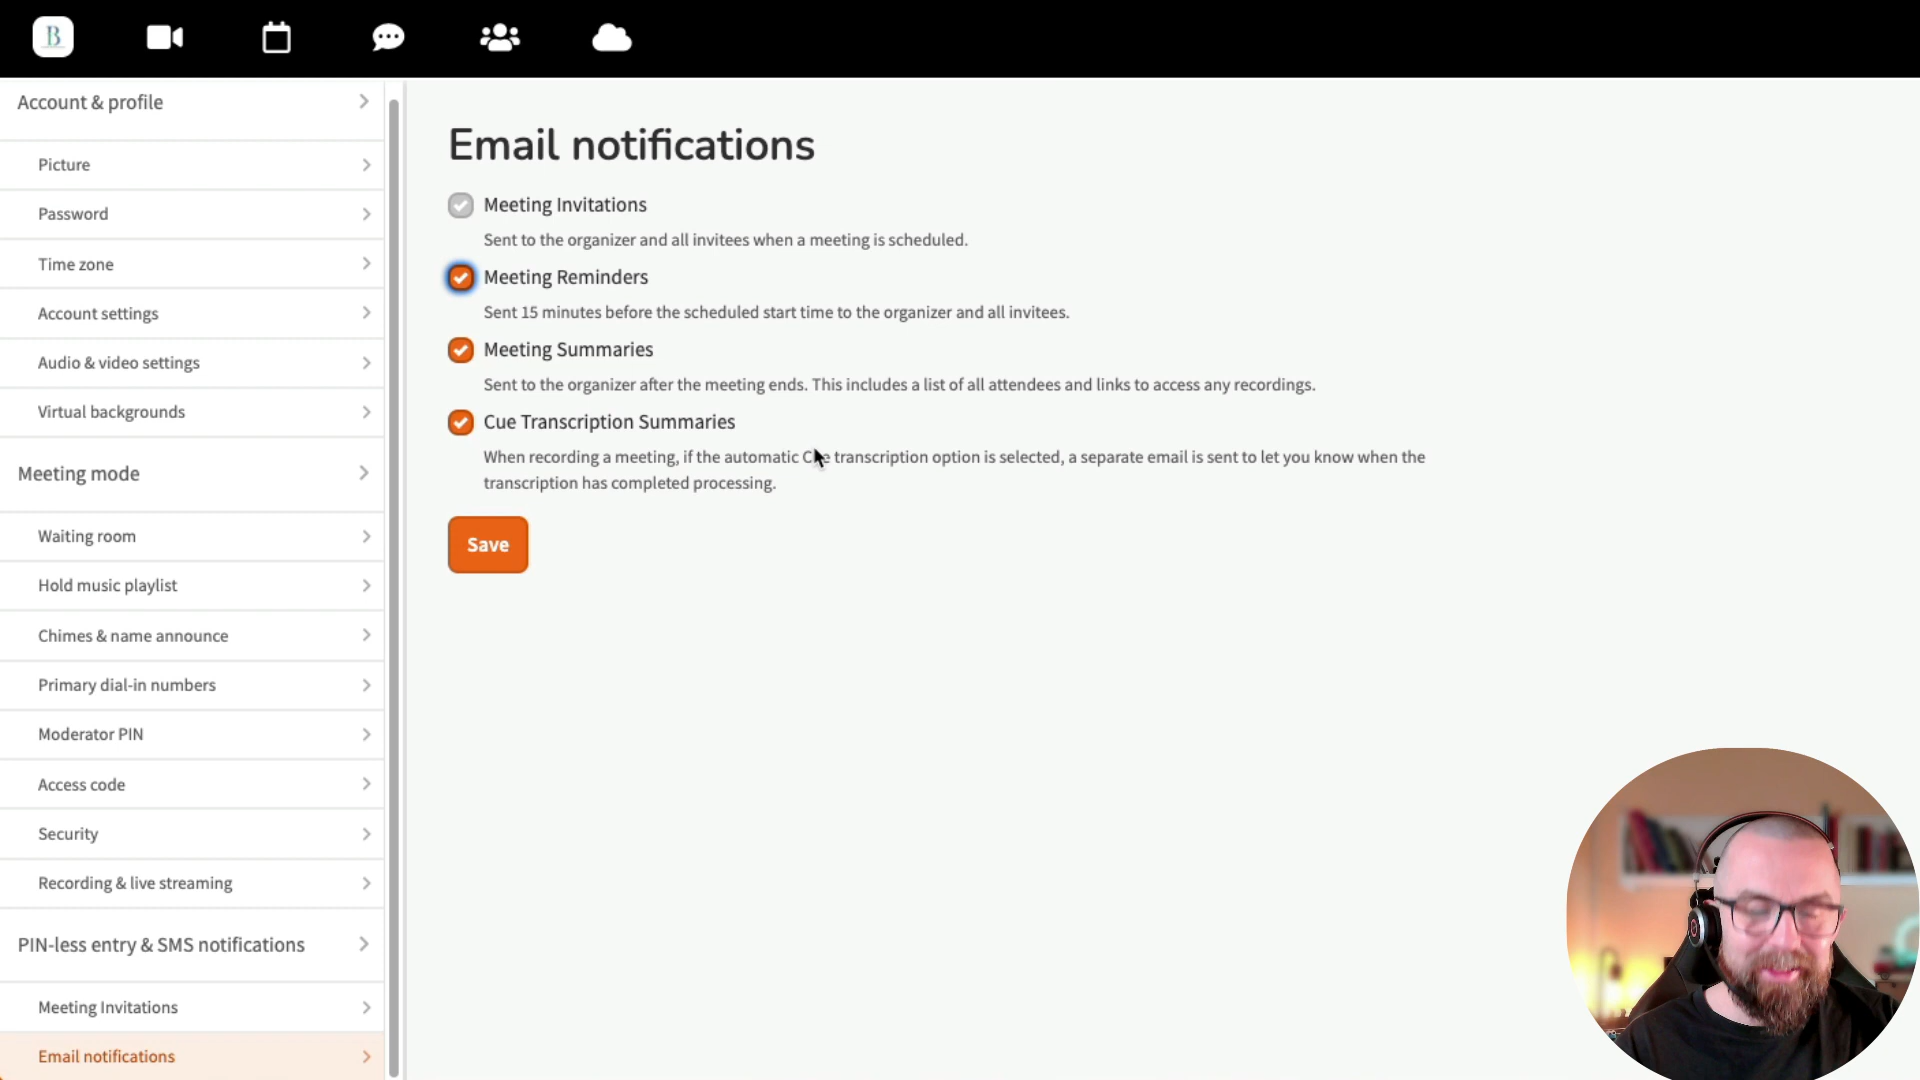 B
Account & profile
Picture
Password
Time zone
Account settings
Audio & video settings
Virtual backgrounds
Meeting mode
Waiting room
Hold music playlist
Chimes & name announce
Primary dial-in numbers
Moderator PIN
Access code
Security
Recording & live streaming
PIN-less entry & SMS notifications
Meeting Invitations
Email notifications
Email notifications
Meeting Invitations
Sent to the organizer and all invitees when a meeting is scheduled.
Meeting Reminders
Sent 15 minutes before the scheduled start time to the organizer and all invitees.
Meeting Summaries
Sent to the organizer after the meeting ends. This includes a list of all attendees and links to access any recordings.
Cue Transcription Summaries
When recording a meeting, if the automatic Cue transcription option is selected, a separate email is sent to let you know when the
transcription has completed processing.
Save